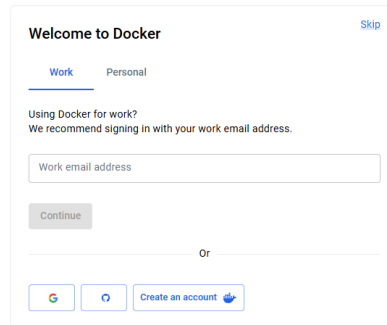 Skip
Welcome to Docker
Work Personal
Using Docker for work?
We recommend signing in with your work email address.
Work email address
Continue
Or
Create an account